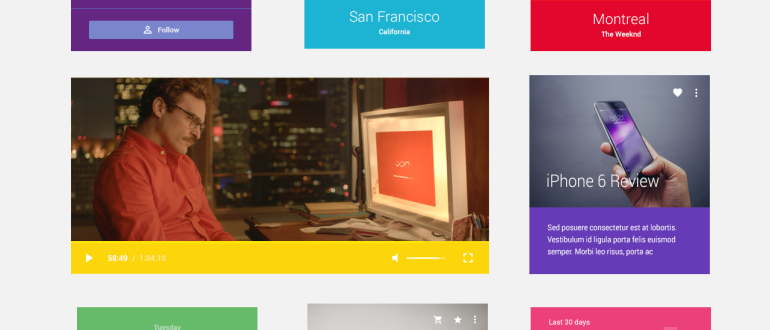 Follow
San Francisco
California
Montreal
The Weeknd
iPhone 6 Review
Sed posuere consectetur est at lobortis.
Vestibulum id ligula porta felis euismod
semper. Morbi leo risus, porta ac
58:49 / 1:34:10
Tuesday
Last 30 days